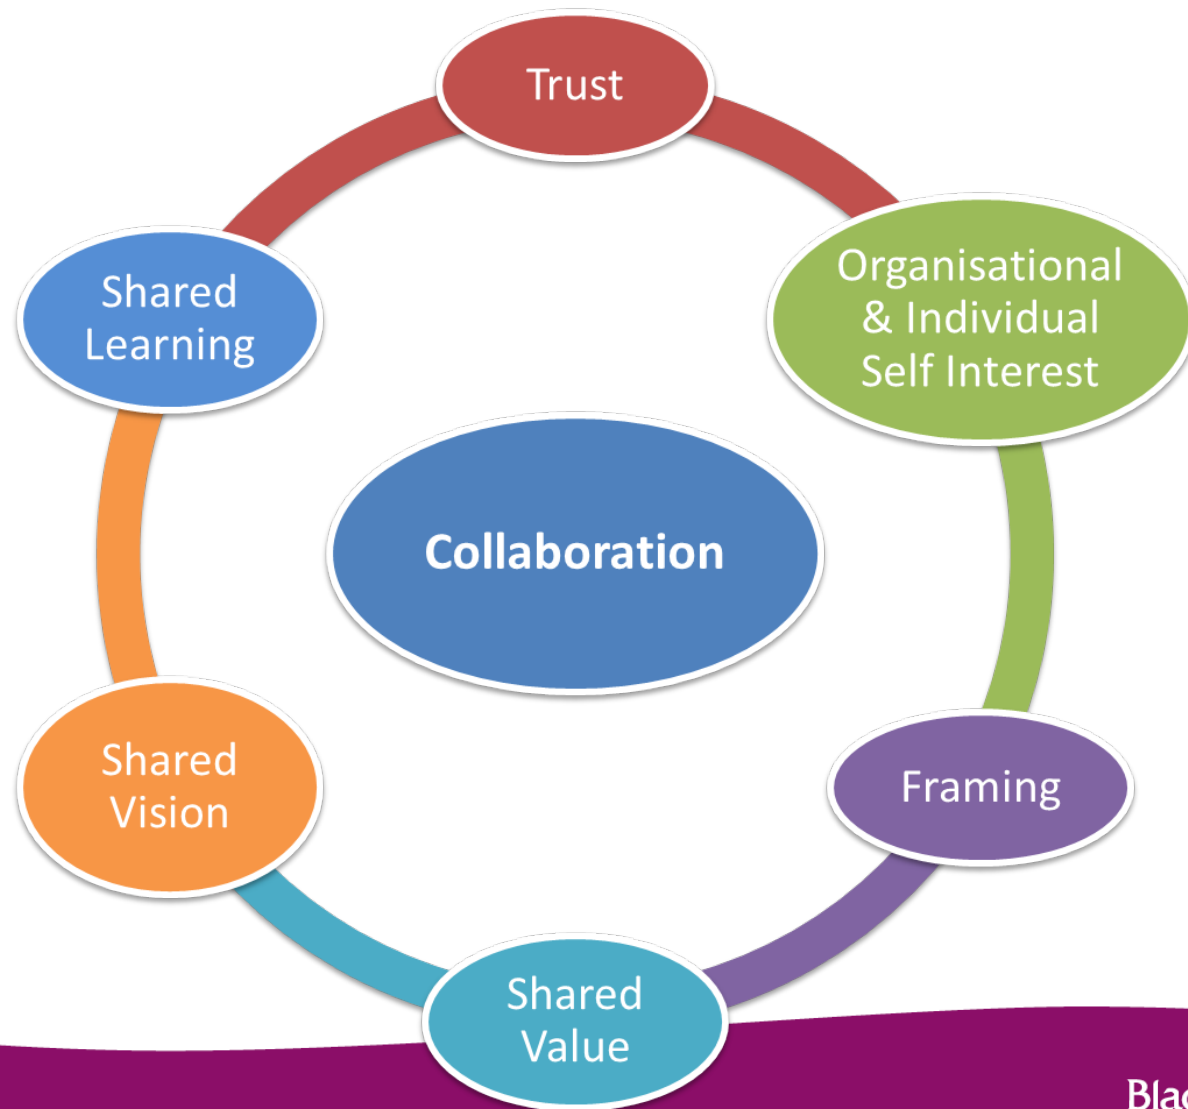 Trust
Organisational
& Individual
Self Interest
Shared
Learning
Collaboration
Shared
Vision
Framing
Shared
Value